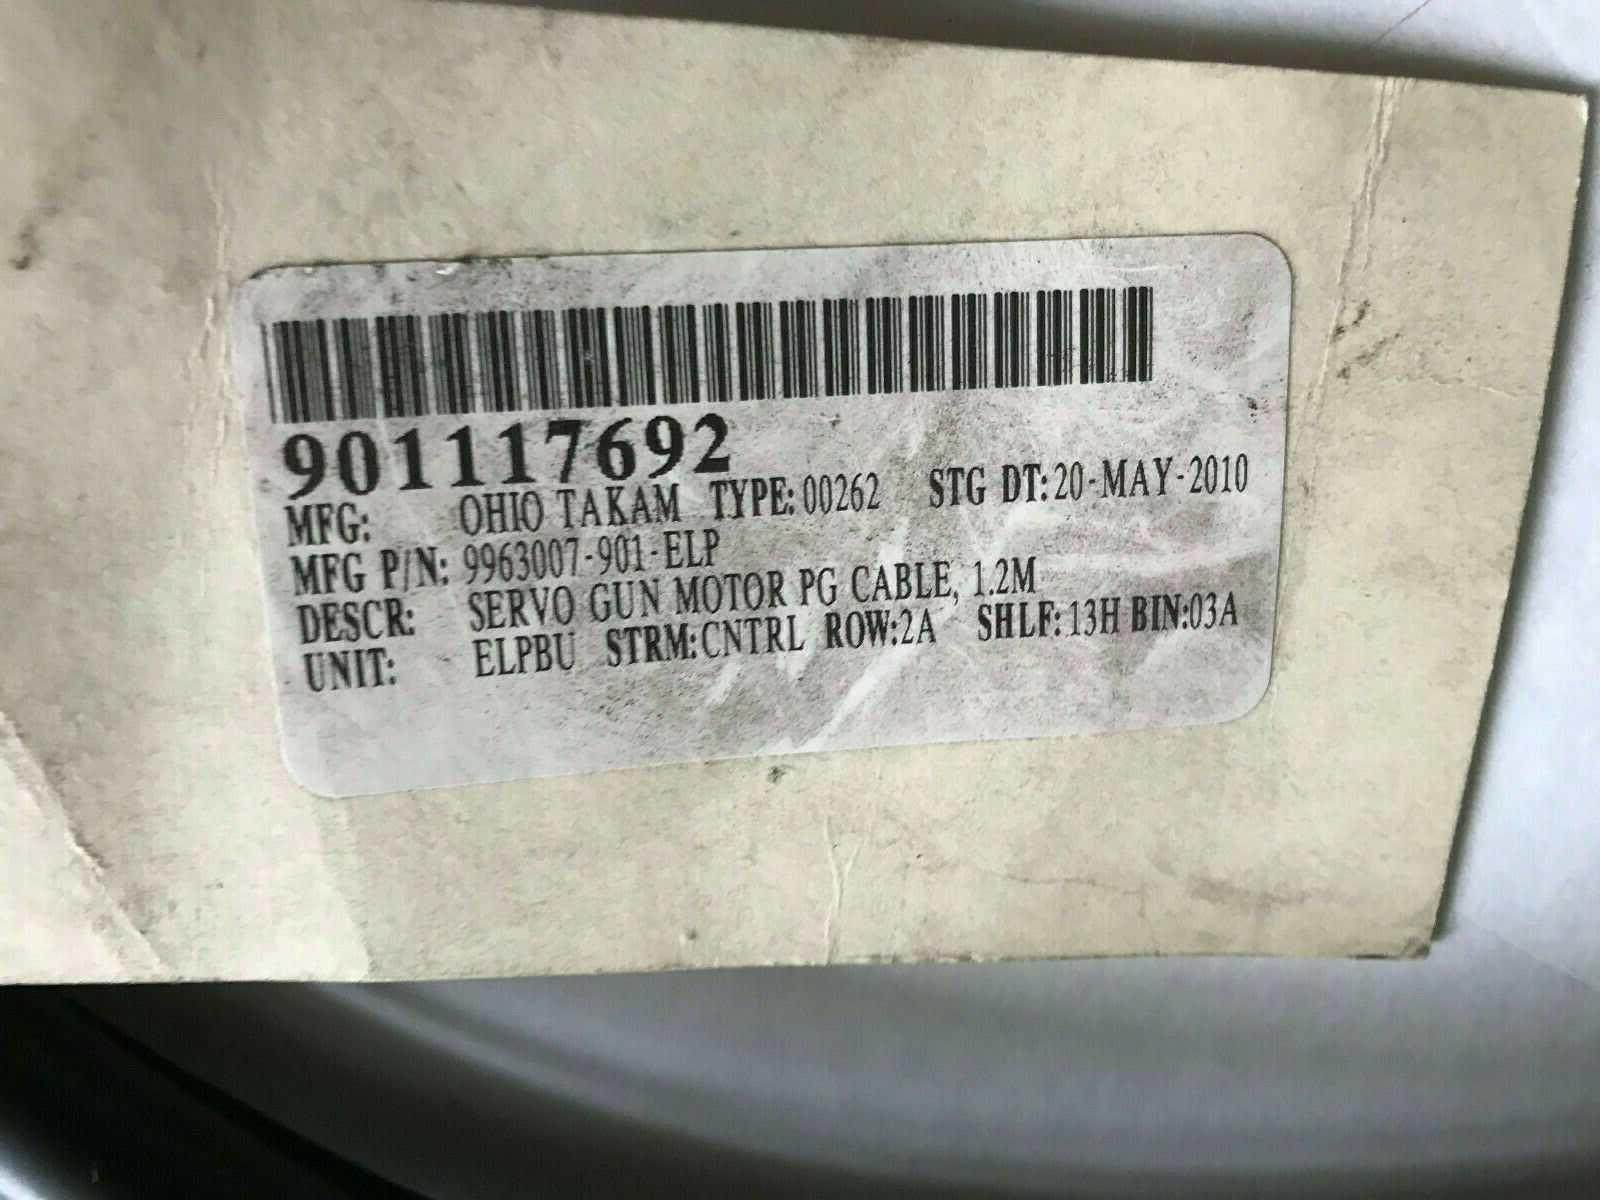 901117692
MFG: OHIO TAKAM TYPE: 00262 STG DT: 20-MAY-2010
MFG P/N: 9963007-901-ELP
DESCR: SERVO GUN MOTOR PG CABLE, 1.2M
UNIT: ELPBU STRM:CNTRL ROW:2A SHLF: 13H BIN:03A